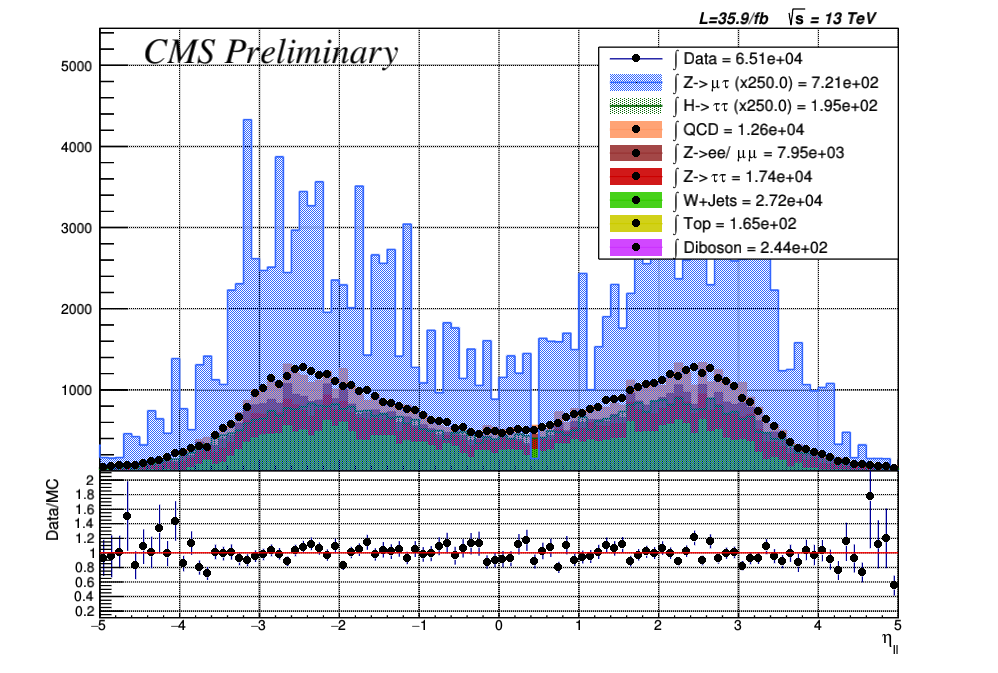 L=35.9/fb √s = 13 TeV
CMS Preliminary
∫ Data = 6.51e+04
∫ Z->μτ (x250.0) = 7.21e+02
∫ H->ττ (x250.0) = 1.95e+02
∫ QCD = 1.26e+04
∫ Z->ee/ μμ = 7.95e+03
∫ Z->ττ = 1.74e+04
∫ W+Jets = 2.72e+04
∫ Top = 1.65e+02
∫ Diboson = 2.44e+02
5000
4000
3000
2000
1000
Data/MC
2
1.8
1.6
1.4
1.2
1
0.8
0.6
0.4
0.2
−5 −4 −3 −2 −1 0 1 2 3 4 5
η_ll